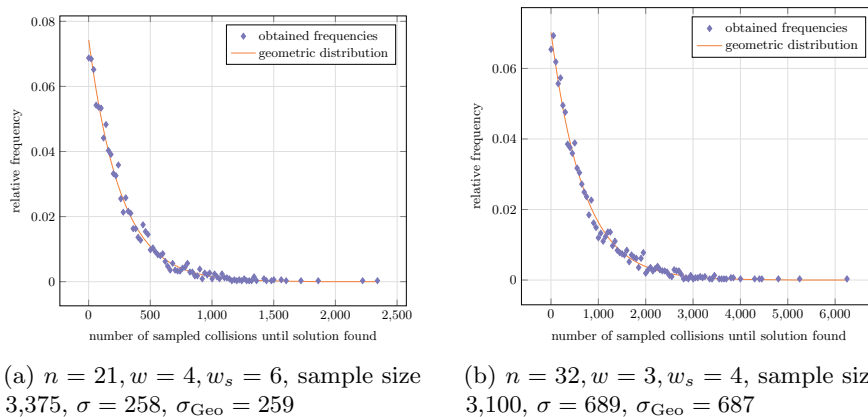 0.08
0.06
0.04
0.02
0
relative frequency
obtained frequencies
geometric distribution
0 500 1,000 1,500 2,000 2,500
number of sampled collisions until solution found
(a) n = 21, w = 4, w_s = 6, sample size
3,375, σ = 258, σ_Geo = 259
0.06
0.04
0.02
0
relative frequency
obtained frequencies
geometric distribution
0 1,000 2,000 3,000 4,000 5,000 6,000
number of sampled collisions until solution found
(b) n = 32, w = 3, w_s = 4, sample siz
3,100, σ = 689, σ_Geo = 687